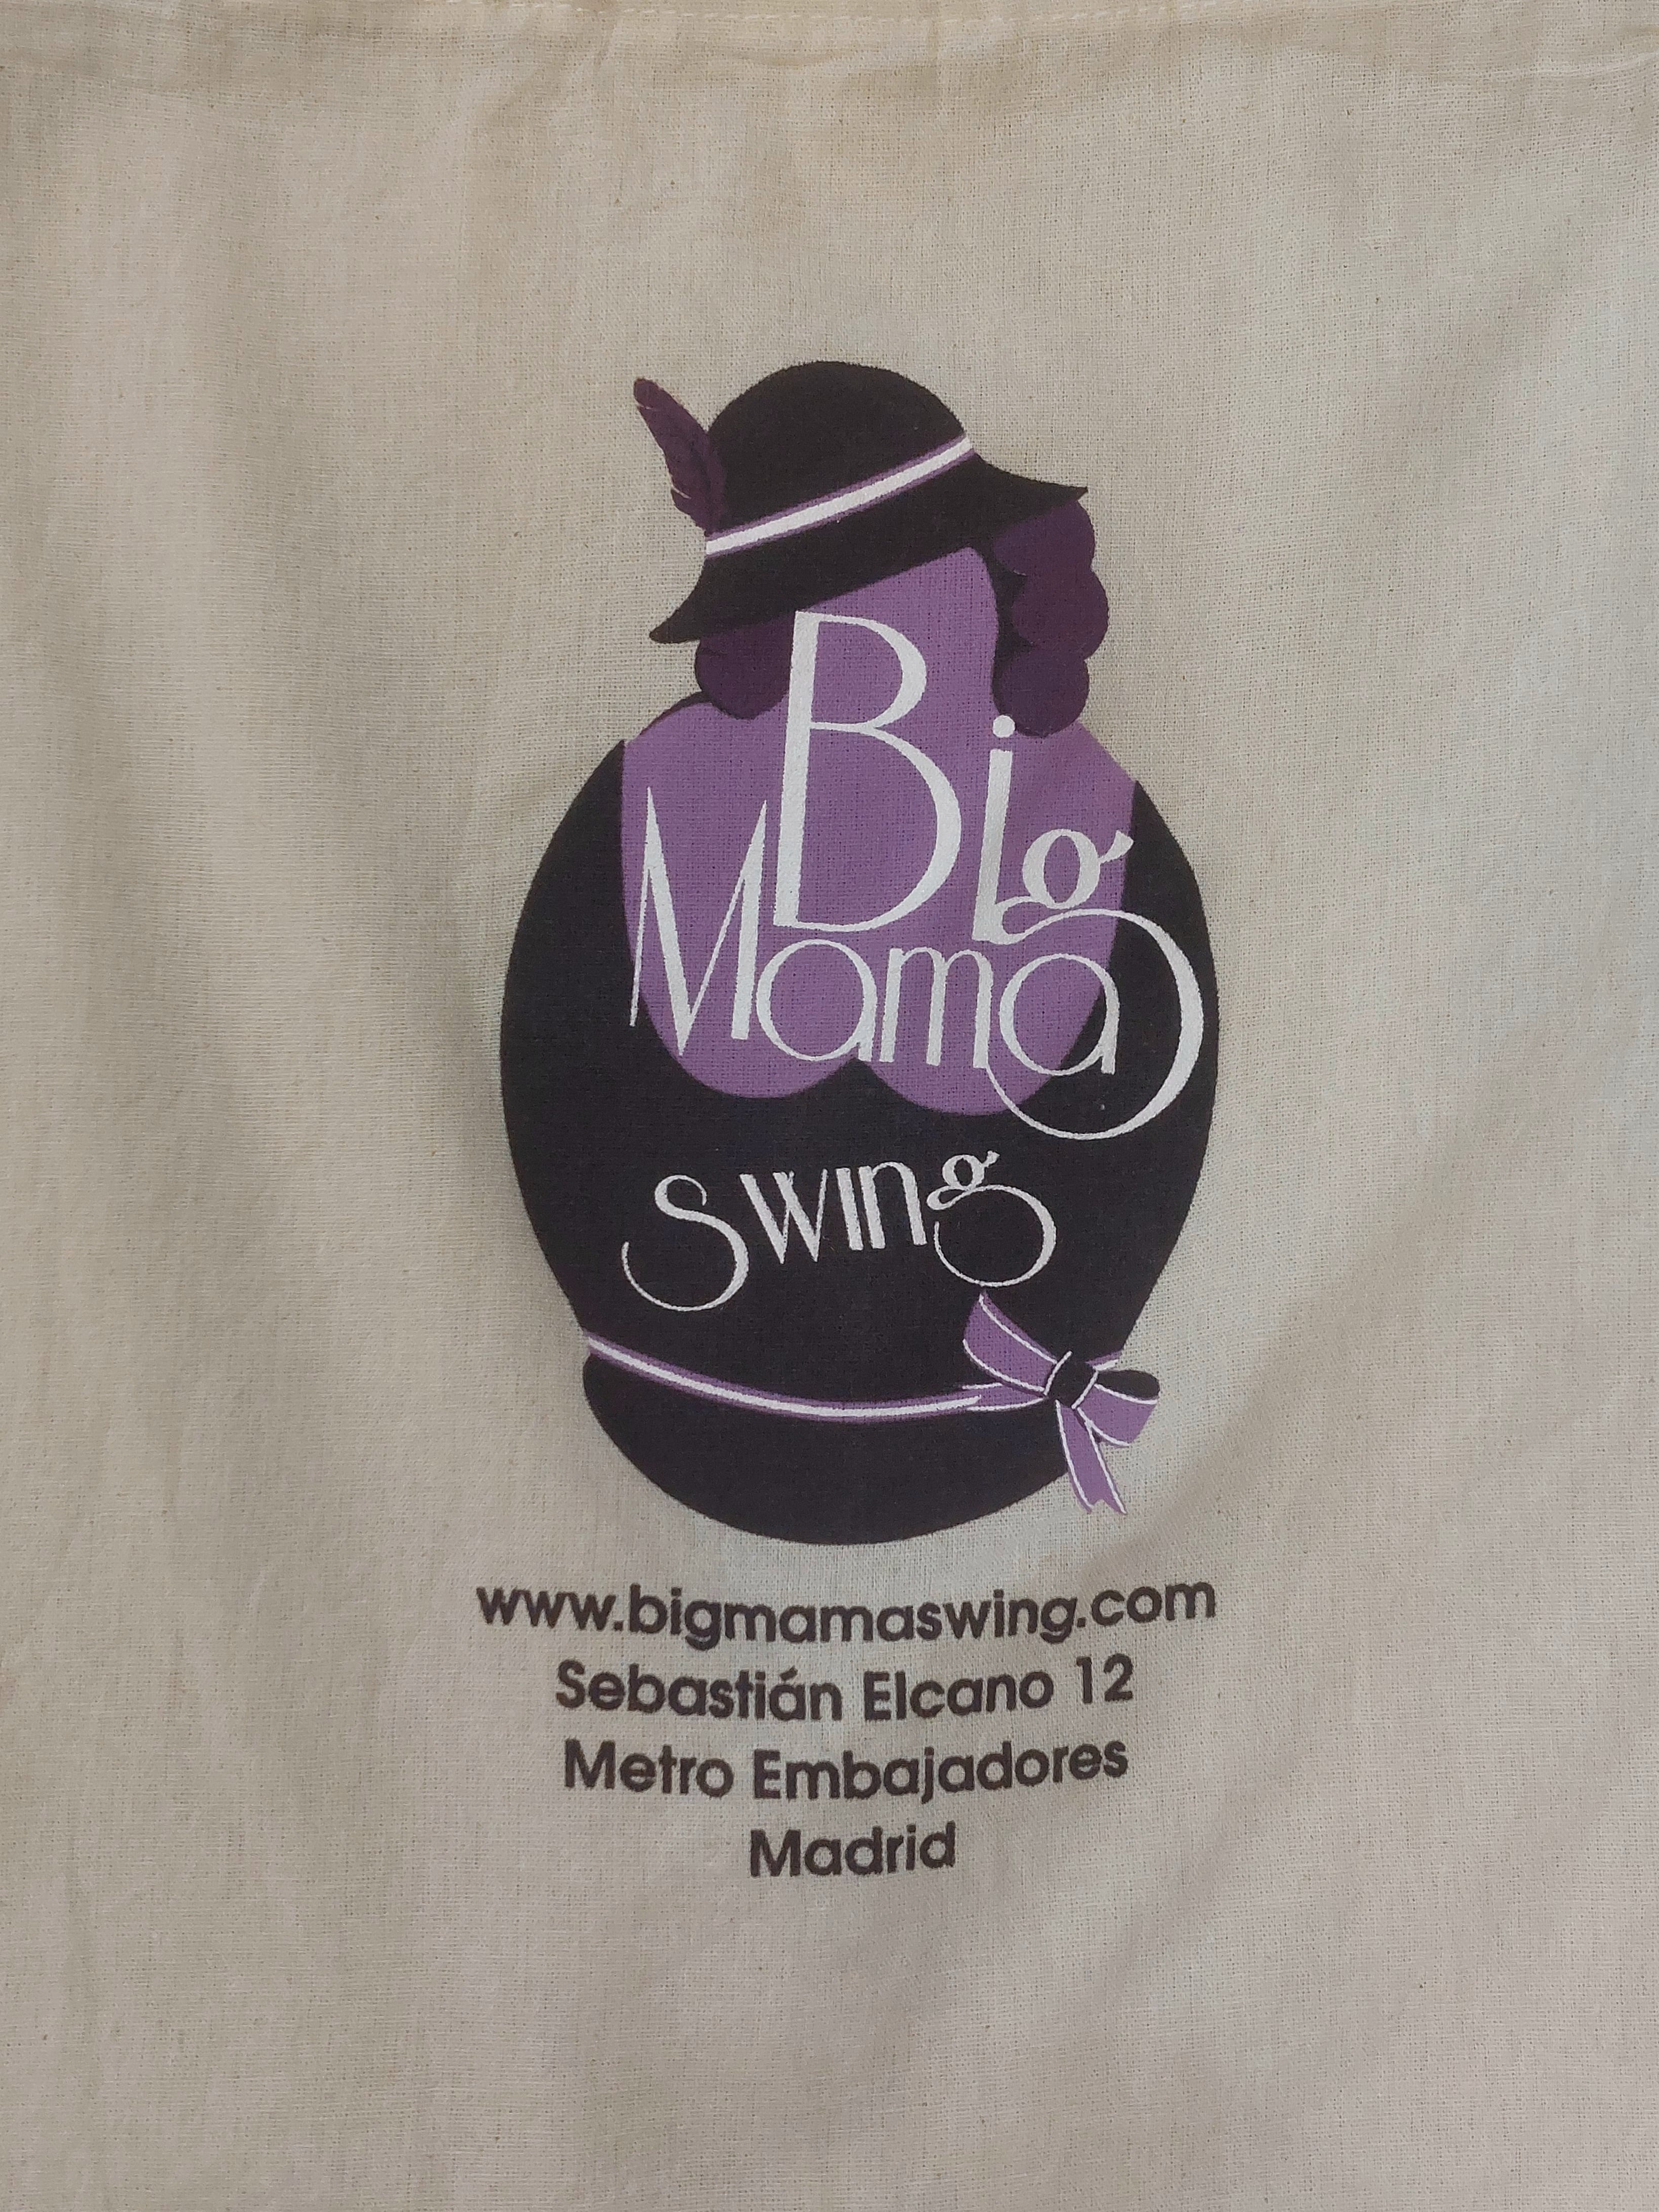 Big
Mama
Swing
www.bigmamaswing.com
Sebastián Elcano 12
Metro Embajadores
Madrid